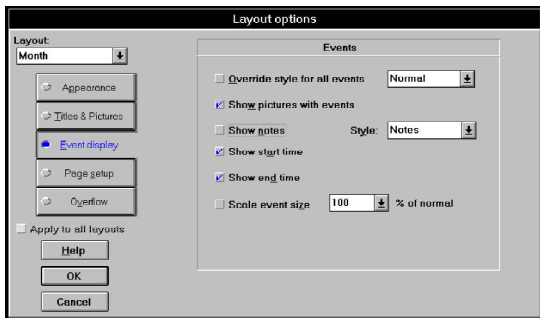 Layout options
Layout:
Month
Appearance
Titles & Pictures
Event display
Page setup
Overflow
Apply to all layouts
Help
OK
Cancel
Events
Override style for all events Normal
Show pictures with events
Show notes Style: Notes
Show start time
Show end time
Scale event size 100 % of normal